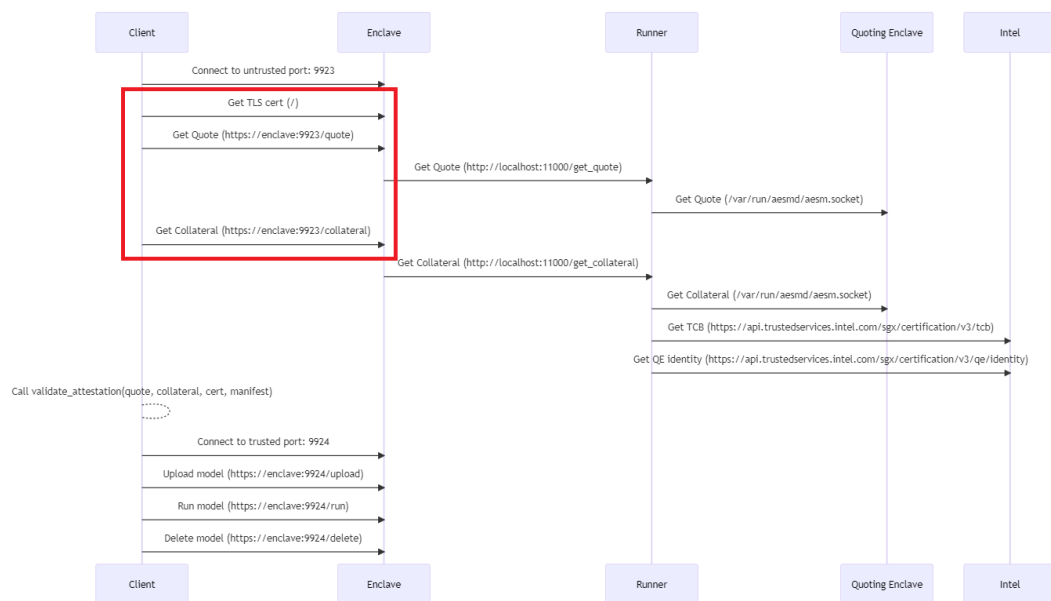 Client
Enclave
Runner
Quoting Enclave
Intel
Connect to untrusted port: 9923
Get TLS cert (/)
Get Quote (https://enclave:9923/quote)
Get Quote (http://localhost:11000/get_quote)
Get Quote (/var/run/aesmd/aesm.socket)
Get Collateral (https://enclave:9923/collateral)
Get Collateral (http://localhost:11000/get_collateral)
Get Collateral (/var/run/aesmd/aesm.socket)
Get TCB (https://api.trustedservices.intel.com/sgx/certification/v3/tcb)
Get QE identity (https://api.trustedservices.intel.com/sgx/certification/v3/qe/identity)
Call validate_attestation(quote, collateral, cert, manifest)
Connect to trusted port: 9924
Upload model (https://enclave:9924/upload)
Run model (https://enclave:9924/run)
Delete model (https://enclave:9924/delete)
Client
Enclave
Runner
Quoting Enclave
Intel